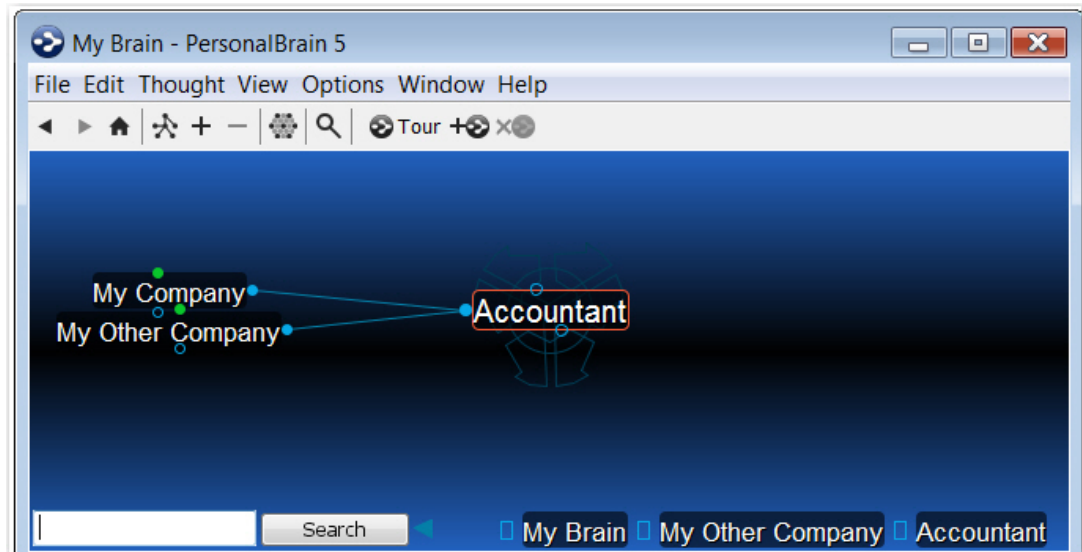 My Brain - PersonalBrain 5
File Edit Thought View Options Window Help
Tour
My Company
Accountant
My Other Company
Search
My Brain My Other Company Accountant